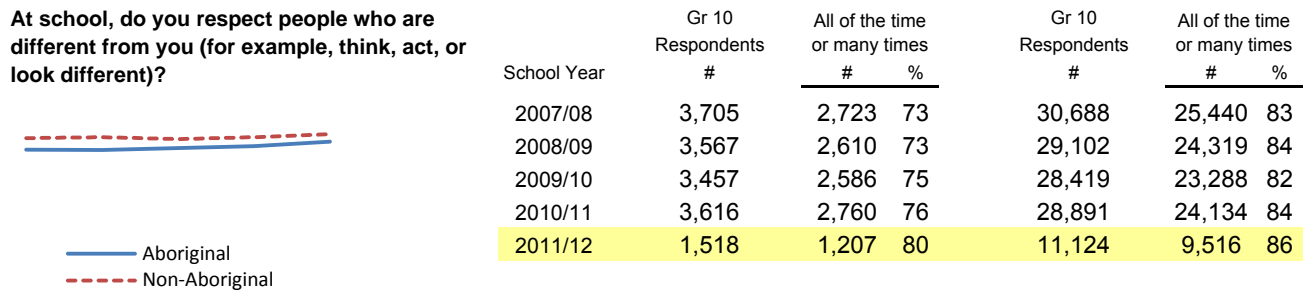 At school, do you respect people who are
different from you (for example, think, act, or
look different)?
Aboriginal
Non-Aboriginal
Gr 10 All of the time Gr 10 All of the time
Respondents or many times Respondents or many times
School Year # # % # # %
2007/08 3,705 2,723 73 30,688 25,440 83
2008/09 3,567 2,610 73 29,102 24,319 84
2009/10 3,457 2,586 75 28,419 23,288 82
2010/11 3,616 2,760 76 28,891 24,134 84
2011/12 1,518 1,207 80 11,124 9,516 86